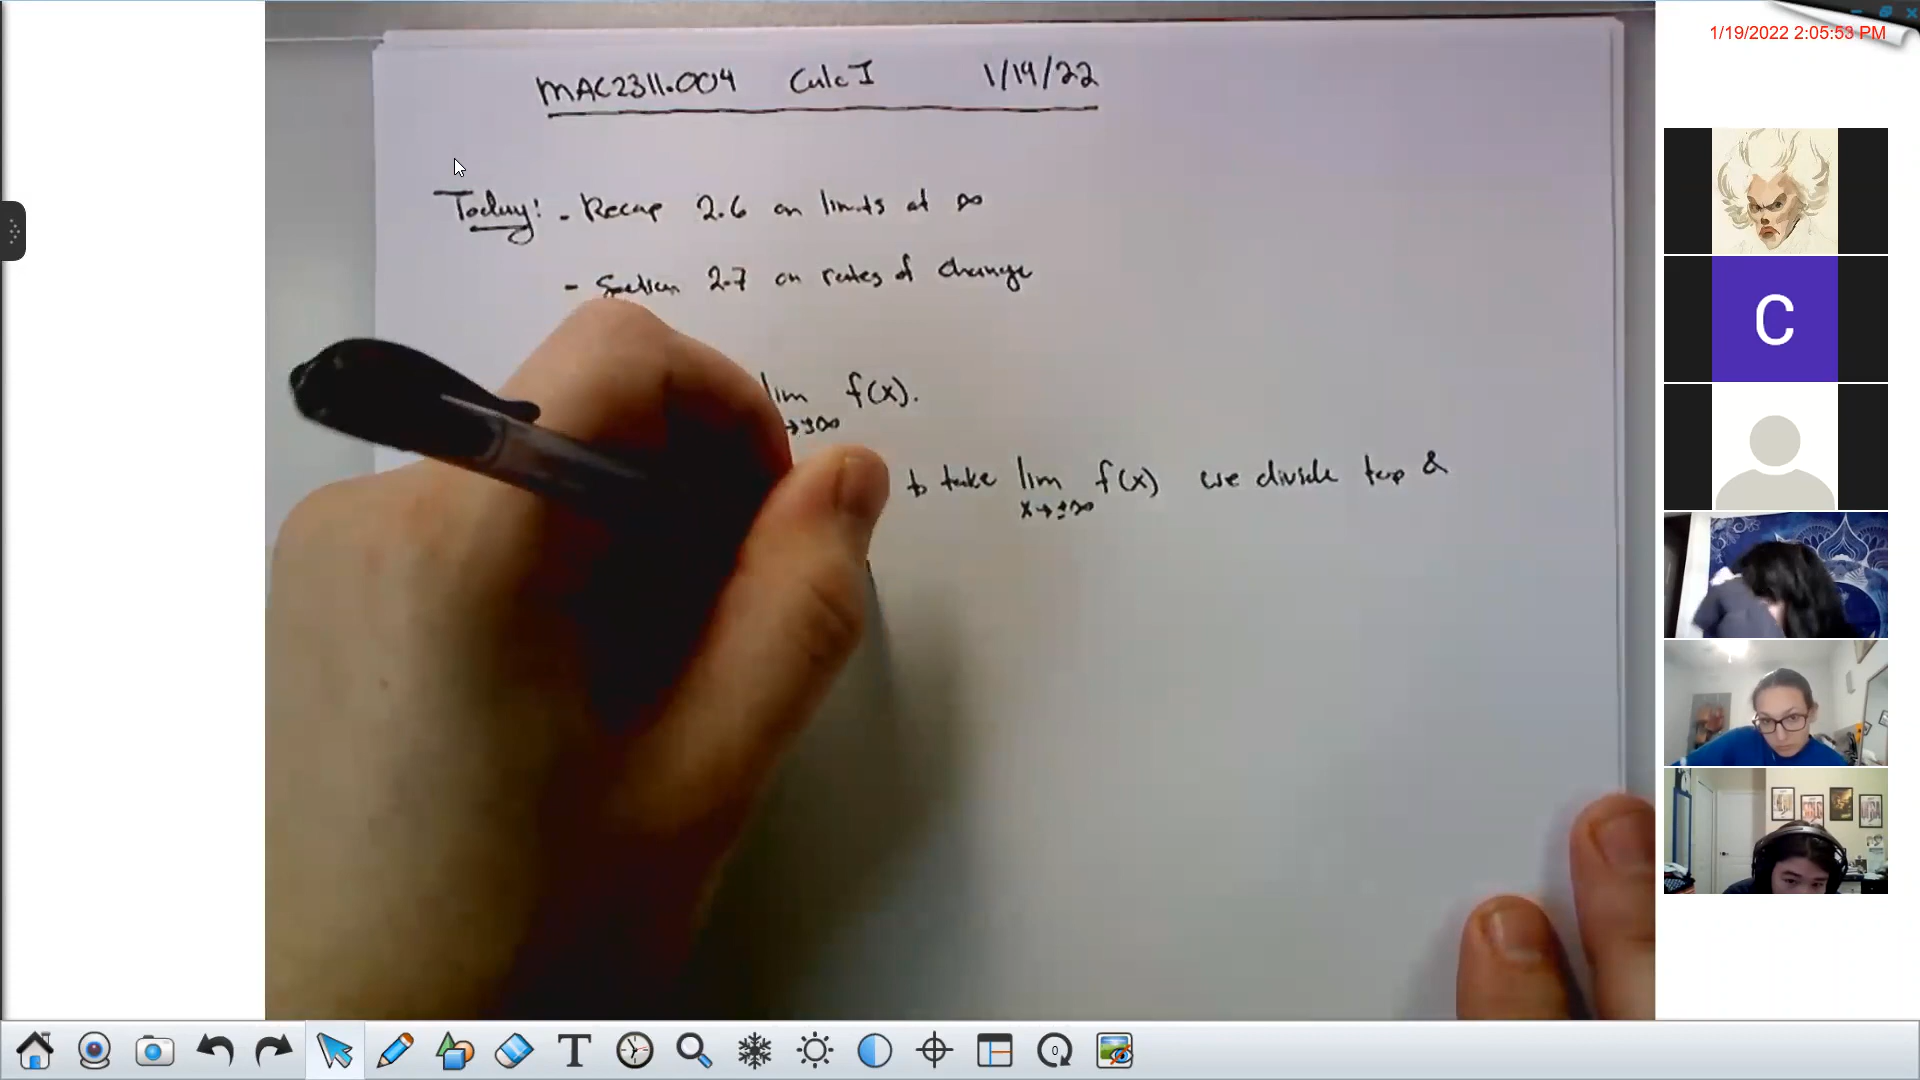 1/19/2022 2:05:53 PM
MAC2311.004 Calc I 1/19/22
Today: - Recap 2.6 on limits at ∞
- Section 2.7 on rates of change
lim f(x).
→±∞
to take lim f(x) we divide top &
x→±∞
C
T
0